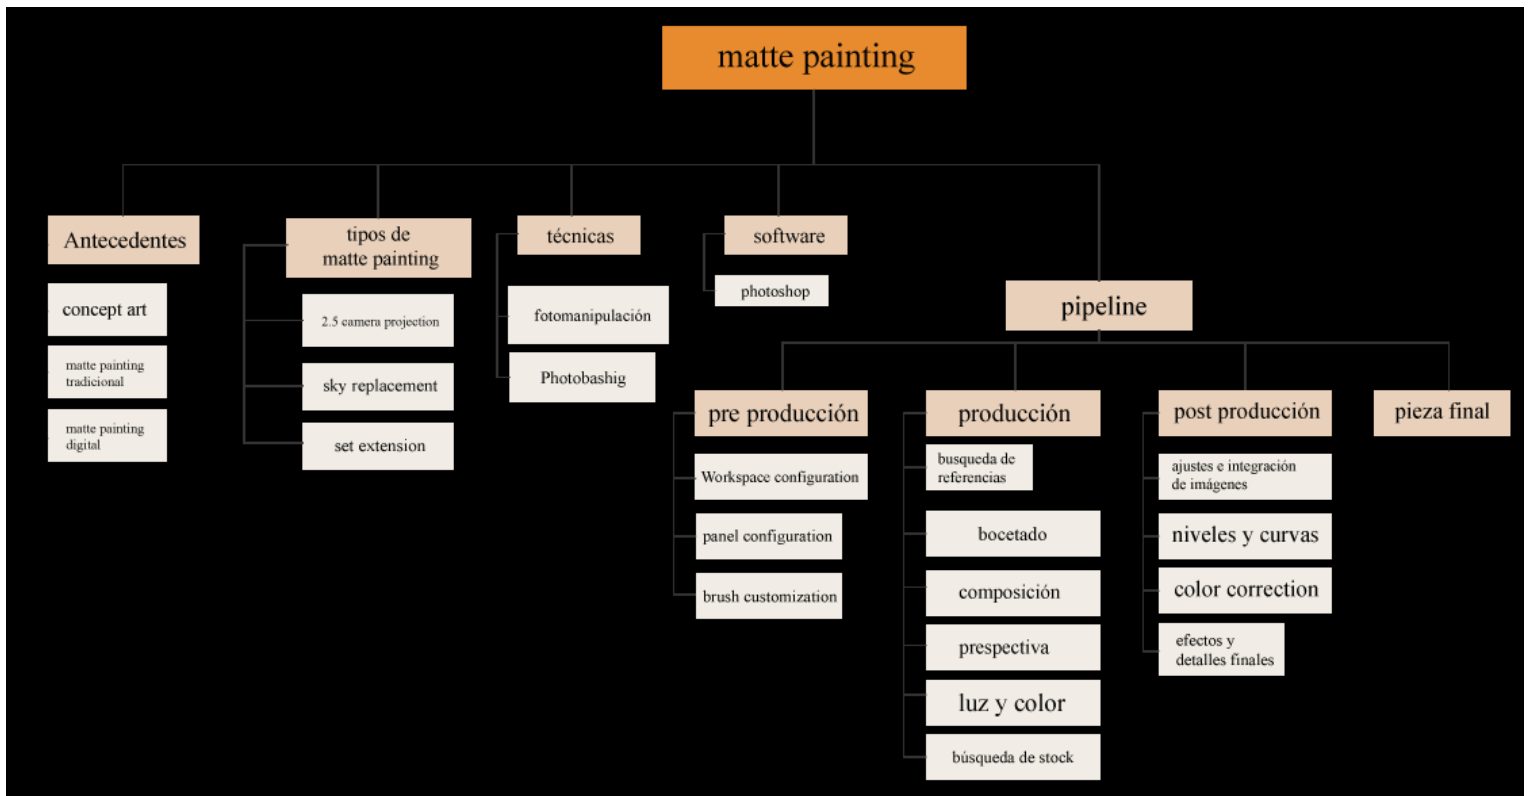 matte painting
Antecedentes
concept art
matte painting
tradicional
matte painting
digital
tipos de
matte painting
2.5 camera projection
sky replacement
set extension
técnicas
fotomanipulación
Photobashig
software
photoshop
pipeline
pre producción
Workspace configuration
panel configuration
brush customization
producción
busqueda de
referencias
bocetado
composición
prespectiva
luz y color
búsqueda de stock
post producción
ajustes e integración
de imágenes
niveles y curvas
color correction
efectos y
detalles finales
pieza final